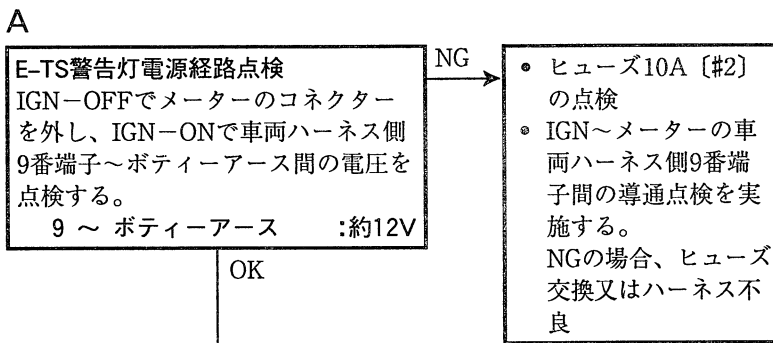 A
E-TS警告灯電源経路点検
IGN－OFFでメーターのコネクター
を外し、IGN－ONで車両ハーネス側
9番端子～ボティーアース間の電圧を
点検する。
9 ～ ボティーアース :約12V
NG
OK
• ヒューズ10A〔#2〕
の点検
• IGN～メーターの車
両ハーネス側9番端
子間の導通点検を実
施する。
NGの場合、ヒューズ
交換又はハーネス不
良